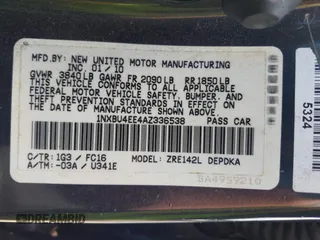 MFD.BY: NEW UNITED MOTOR MANUFACTURING
INC. 01/10
GVWR 3840LB GAWR FR 2090LB RR 1850LB
THIS VEHICLE CONFORMS TO ALL APPLICABLE
FEDERAL MOTOR VEHICLE SAFETY, BUMPER, AND
THEFT PREVENTION STANDARDS IN EFFECT ON
THE DATE OF MANUFACTURE SHOWN ABOVE.
1NXBU4EE4AZ336538 PASS CAR
C/TR: 1G3 / FC16 MODEL: ZRE142L DEPDKA
A/TM: -03A / U341E
BA4959210
5324
DREAMBID